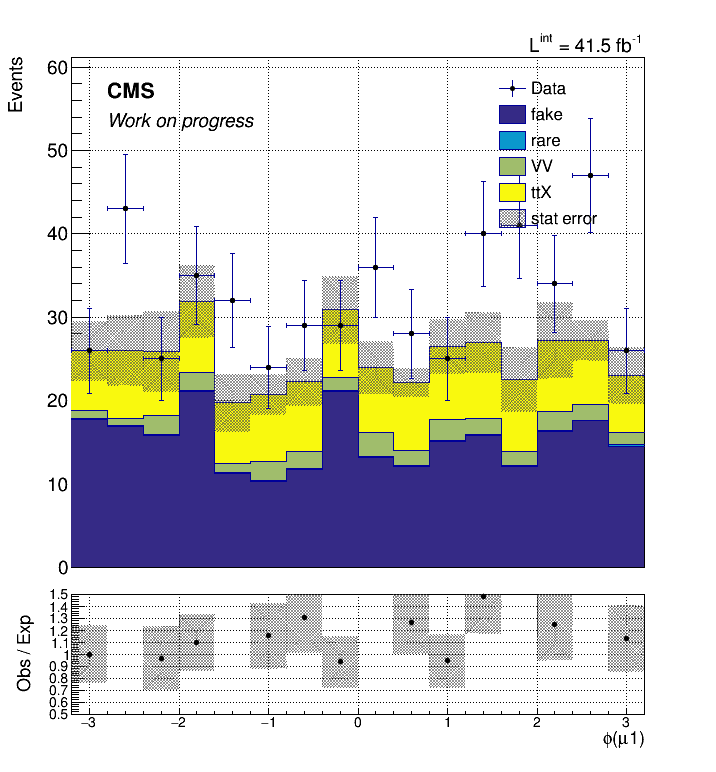 L^int = 41.5 fb^-1
Events
60
50
40
30
20
10
0
CMS
Work on progress
Data
fake
rare
VV
ttX
stat error
Obs / Exp
1.5
1.4
1.3
1.2
1.1
1
0.9
0.8
0.7
0.6
0.5
−3 −2 −1 0 1 2 3
ϕ(μ1)